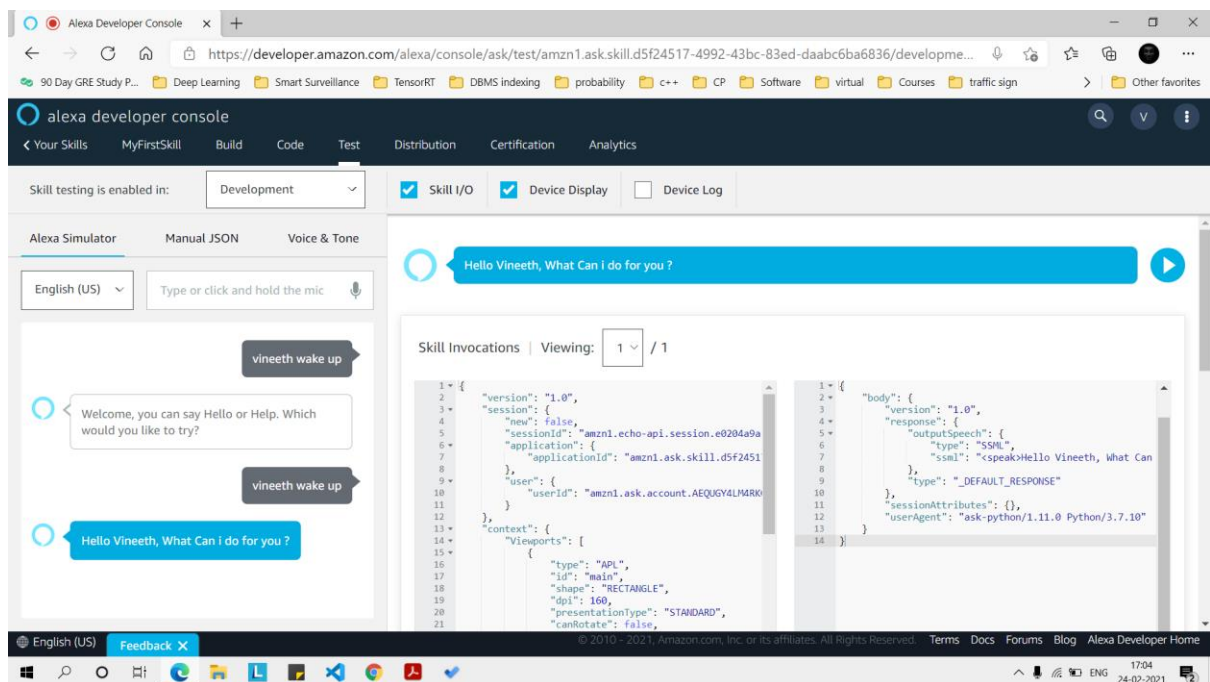 Alexa Developer Console
https://developer.amazon.com/alexa/console/ask/test/amzn1.ask.skill.d5f24517-4992-43bc-83ed-daabc6ba6836/developme...
90 Day GRE Study P... Deep Learning Smart Surveillance TensorRT DBMS indexing probability c++ CP Software virtual Courses traffic sign Other favorites
alexa developer console V
Your Skills MyFirstSkill Build Code Test Distribution Certification Analytics
Skill testing is enabled in: Development Skill I/O Device Display Device Log
Alexa Simulator Manual JSON Voice & Tone
English (US) Type or click and hold the mic
vineeth wake up
Welcome, you can say Hello or Help. Which
would you like to try?
vineeth wake up
Hello Vineeth, What Can i do for you ?
Hello Vineeth, What Can i do for you ?
Skill Invocations | Viewing: 1 / 1
1 {
2 "version": "1.0",
3 "session": {
4 "new": false,
5 "sessionId": "amzn1.echo-api.session.e0204a9a
6 "application": {
7 "applicationId": "amzn1.ask.skill.d5f2451
8 },
9 "user": {
10 "userId": "amzn1.ask.account.AEQUGY4LM4RK
11 }
12 },
13 "context": {
14 "Viewports": [
15 {
16 "type": "APL",
17 "id": "main",
18 "shape": "RECTANGLE",
19 "dpi": 160,
20 "presentationType": "STANDARD",
21 "canRotate": false,
1 {
2 "body": {
3 "version": "1.0",
4 "response": {
5 "outputSpeech": {
6 "type": "SSML",
7 "ssml": "<speak>Hello Vineeth, What Can
8 },
9 "type": "_DEFAULT_RESPONSE"
10 },
11 "sessionAttributes": {},
12 "userAgent": "ask-python/1.11.0 Python/3.7.10"
13 }
14 }
English (US) Feedback X © 2010 - 2021, Amazon.com, Inc. or its affiliates. All Rights Reserved. Terms Docs Forums Blog Alexa Developer Home
ENG 17:04
24-02-2021